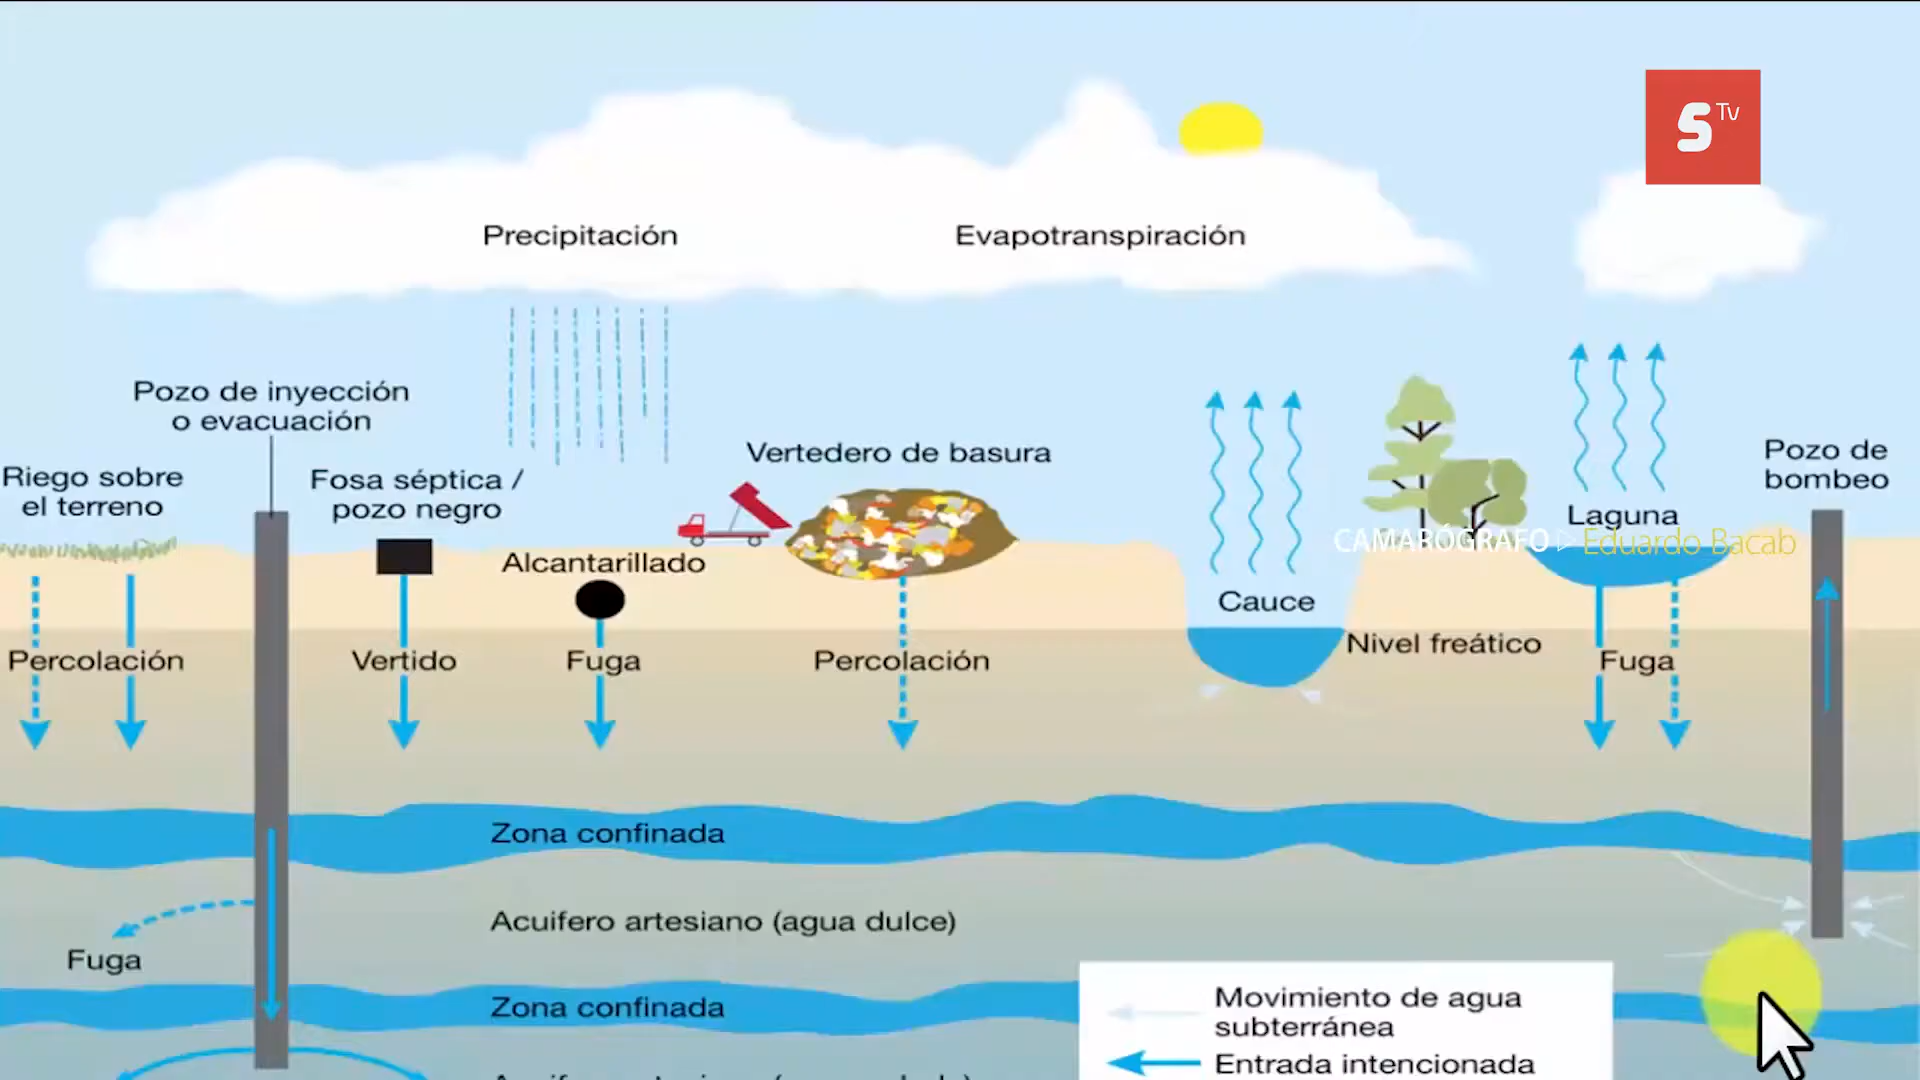 S Tv
Precipitación
Evapotranspiración
Pozo de inyección
o evacuación
Riego sobre
el terreno
Fosa séptica /
pozo negro
Vertedero de basura
Alcantarillado
Laguna
Pozo de
bombeo
CAMARÓGRAFO ▷ Eduardo Bacab
Cauce
Nivel freático
Percolación
Vertido
Fuga
Percolación
Fuga
Zona confinada
Acuifero artesiano (agua dulce)
Fuga
Zona confinada
Movimiento de agua
subterránea
Entrada intencionada